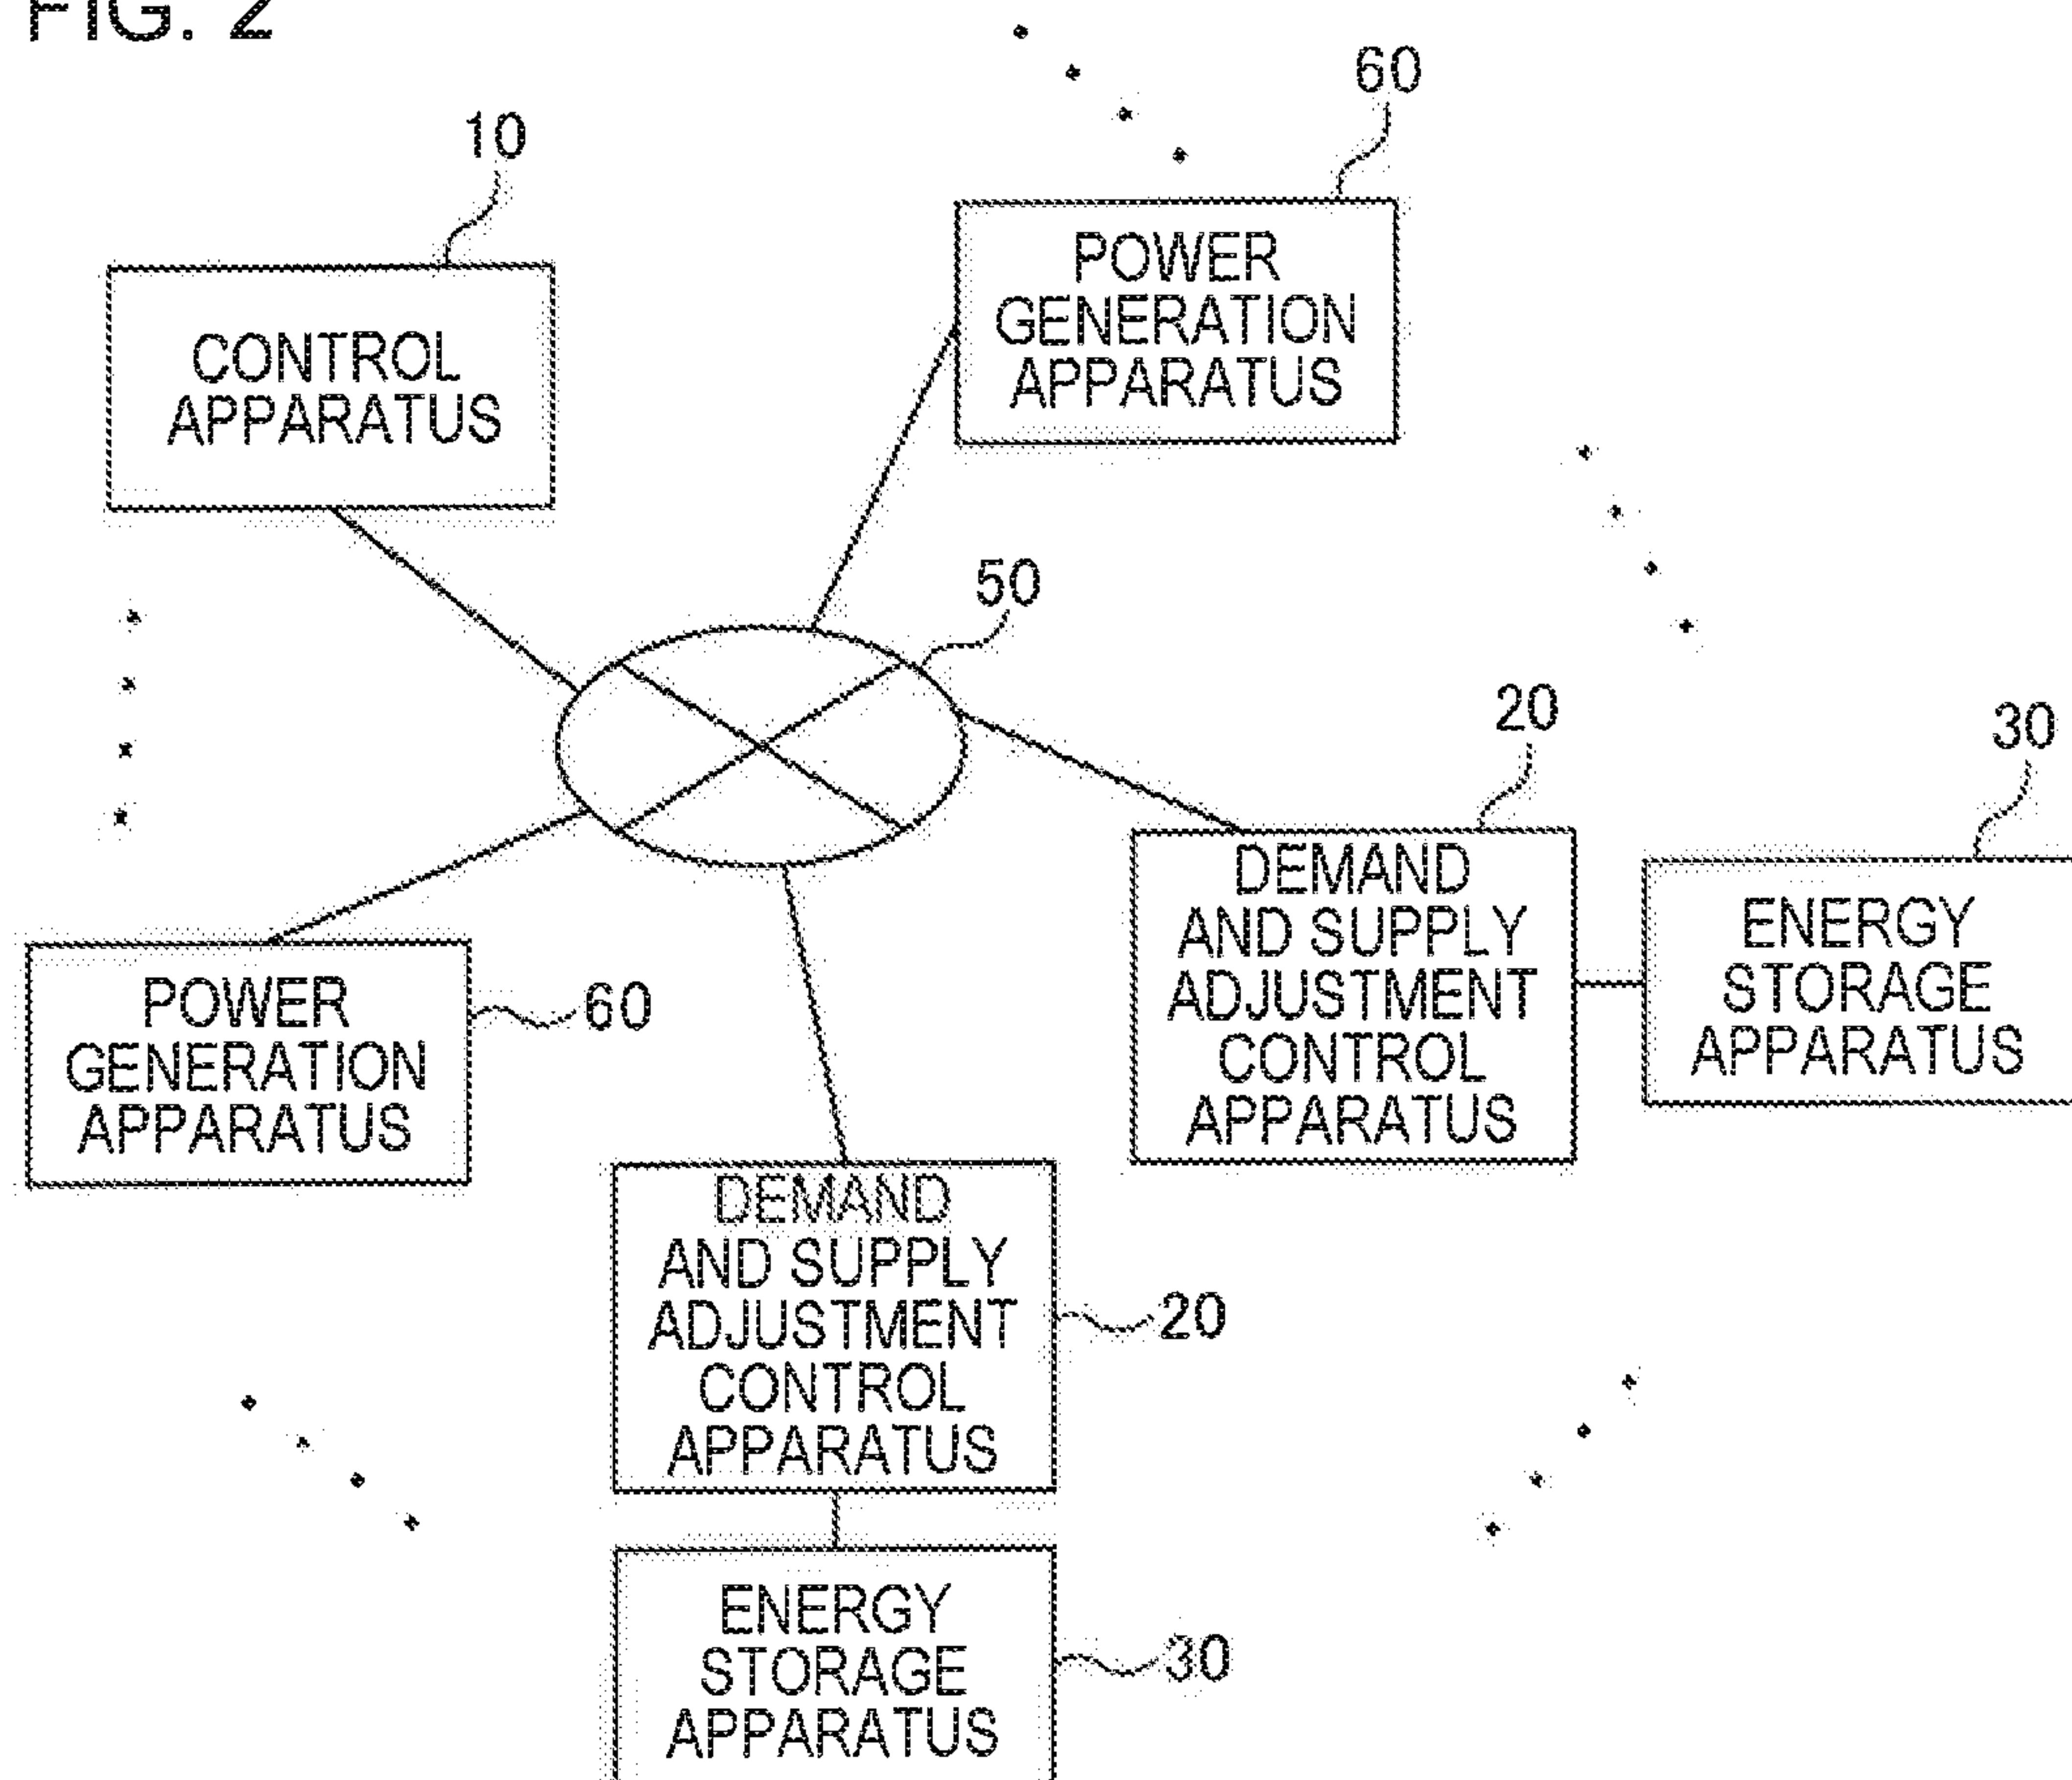 FIG. 2
60
10
POWER
GENERATION
APPARATUS
CONTROL
APPARATUS
50
20
30
DEMAND
AND SUPPLY
ADJUSTMENT
CONTROL
APPARATUS
ENERGY
STORAGE
APPARATUS
POWER
GENERATION
APPARATUS
60
DEMAND
AND SUPPLY
ADJUSTMENT
CONTROL
APPARATUS
20
ENERGY
STORAGE
APPARATUS
30